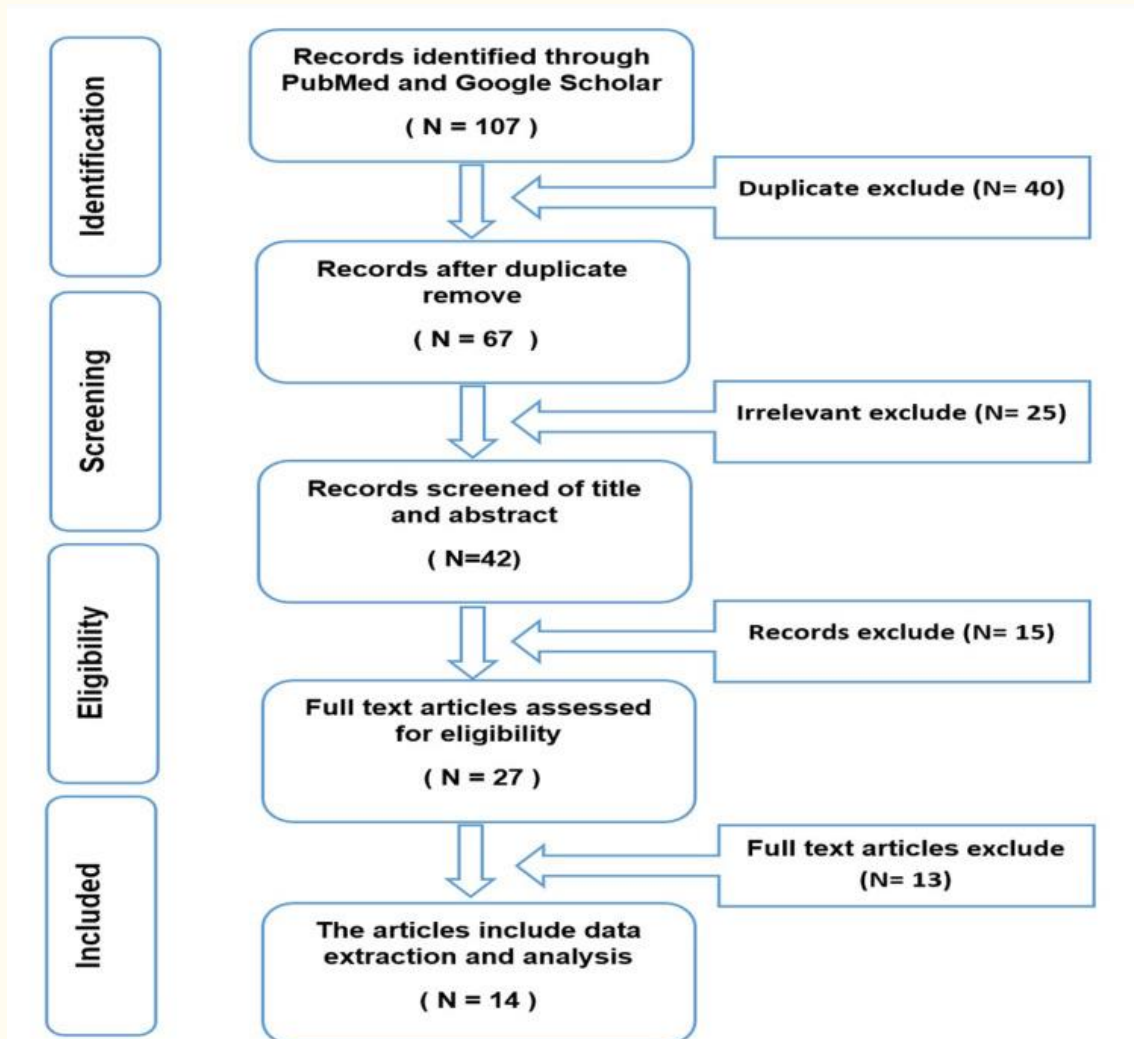 Identification
Records identified through
PubMed and Google Scholar
( N = 107 )
Duplicate exclude (N= 40)
Records after duplicate
remove
( N = 67 )
Screening
Irrelevant exclude (N= 25)
Records screened of title
and abstract
( N=42)
Eligibility
Records exclude (N= 15)
Full text articles assessed
for eligibility
( N = 27 )
Included
Full text articles exclude
(N= 13)
The articles include data
extraction and analysis
( N = 14 )